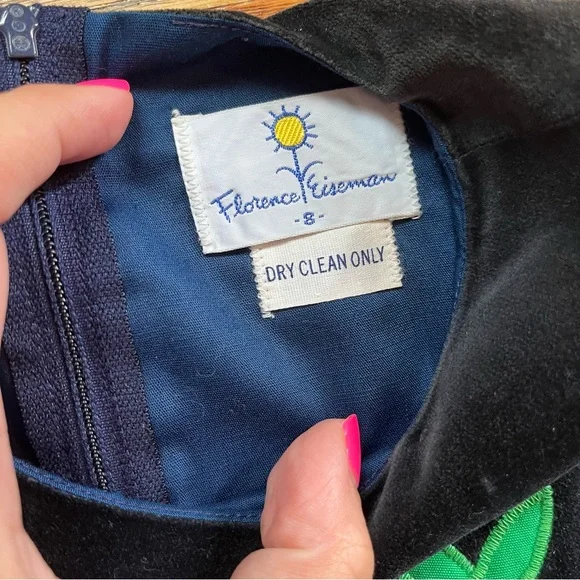 Florence Eiseman
-8-
DRY CLEAN ONLY